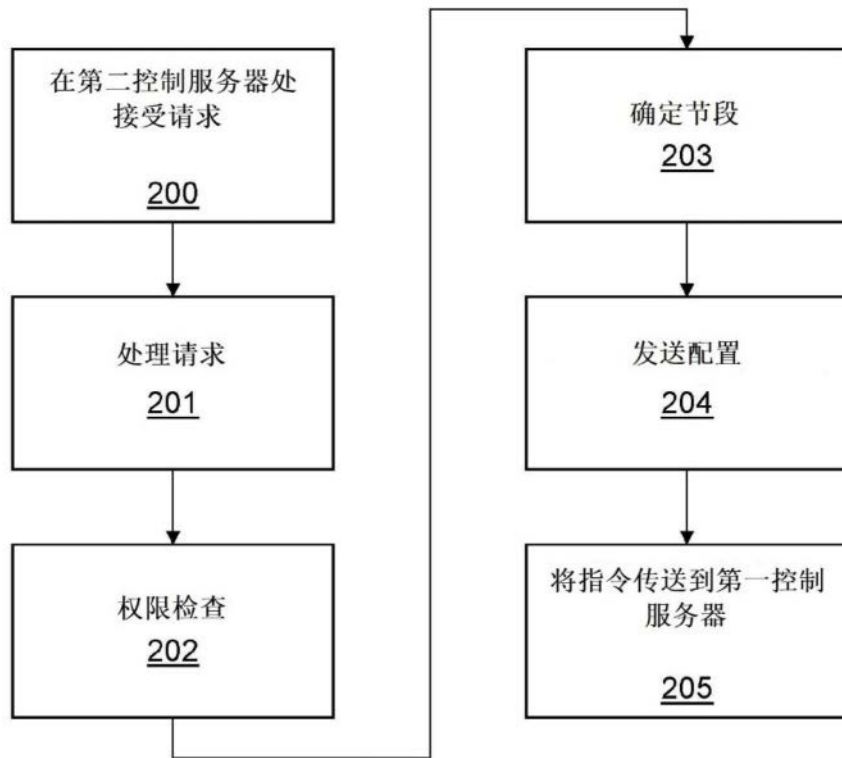 在第二控制服务器处
接受请求
200
处理请求
201
权限检查
202
确定节段
203
发送配置
204
将指令传送到第一控制
服务器
205